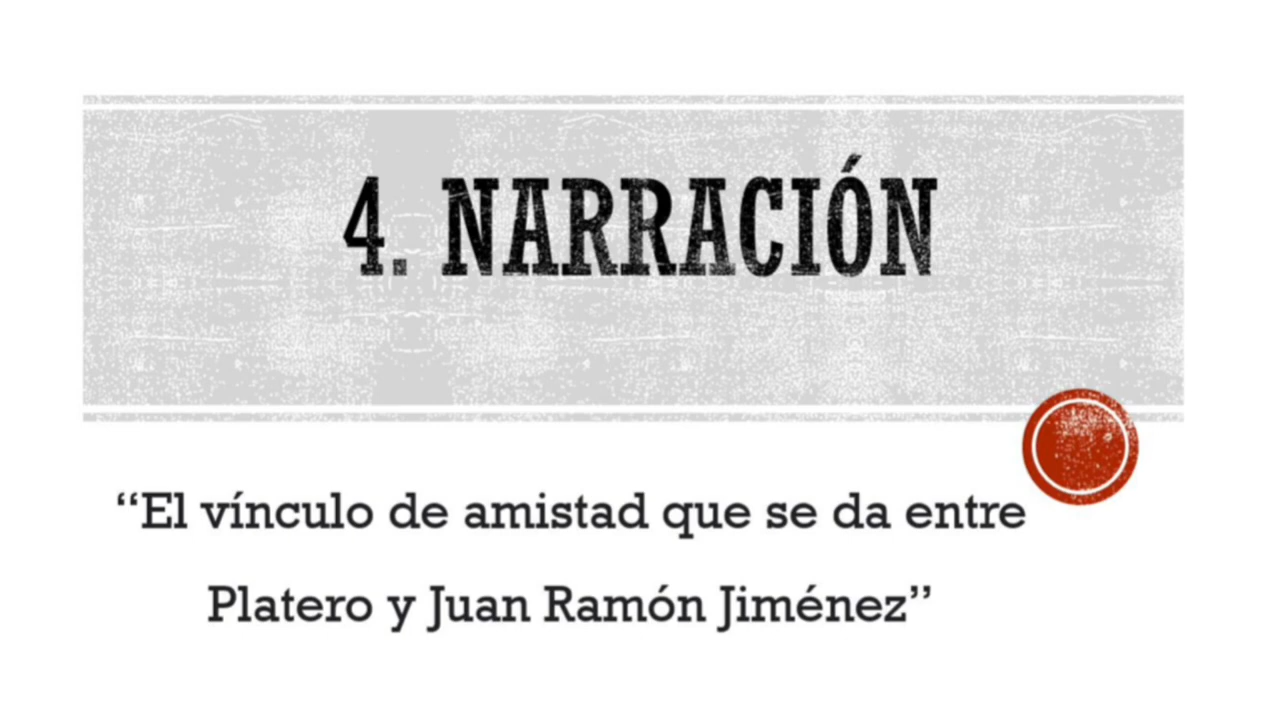 4. NARRACIÓN
“El vínculo de amistad que se da entre
Platero y Juan Ramón Jiménez”